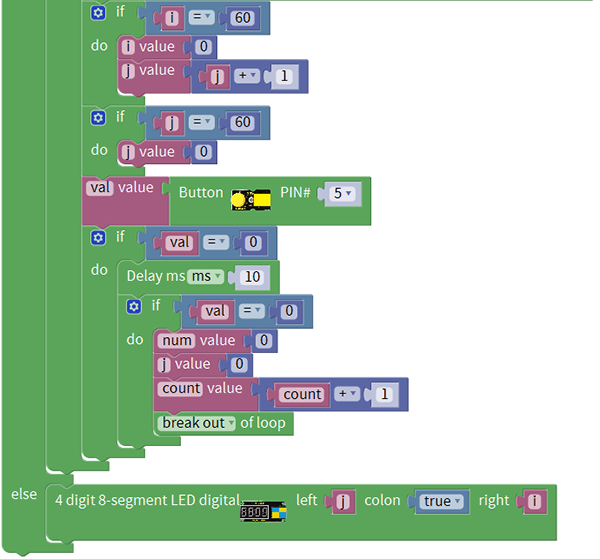 if i = 60
do i value 0
j value j + 1
if j = 60
do j value 0
val value Button PIN# 5
if val = 0
do Delay ms ms 10
if val = 0
do num value 0
j value 0
count value count + 1
break out of loop
else 4 digit 8-segment LED digital left j colon true right i